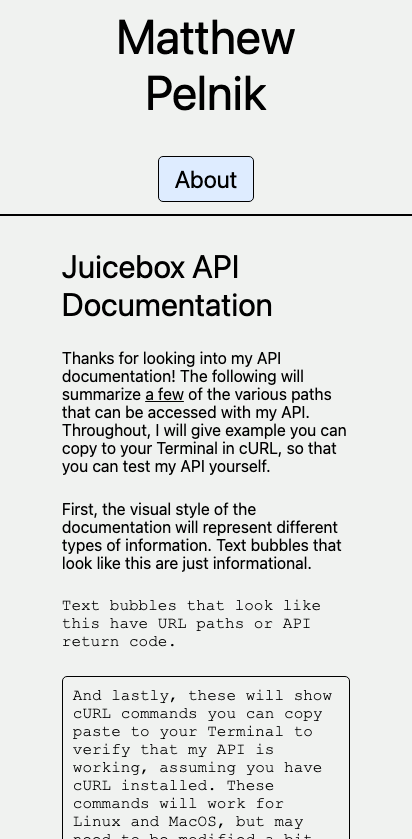 Matthew
Pelnik
About
Juicebox API
Documentation
Thanks for looking into my API
documentation! The following will
summarize a few of the various paths
that can be accessed with my API.
Throughout, I will give example you can
copy to your Terminal in cURL, so that
you can test my API yourself.
First, the visual style of the
documentation will represent different
types of information. Text bubbles that
look like this are just informational.
Text bubbles that look like
this have URL paths or API
return code.
And lastly, these will show
cURL commands you can copy
paste to your Terminal to
verify that my API is
working, assuming you have
cURL installed. These
commands will work for
Linux and MacOS, but may
need to be modified a bit